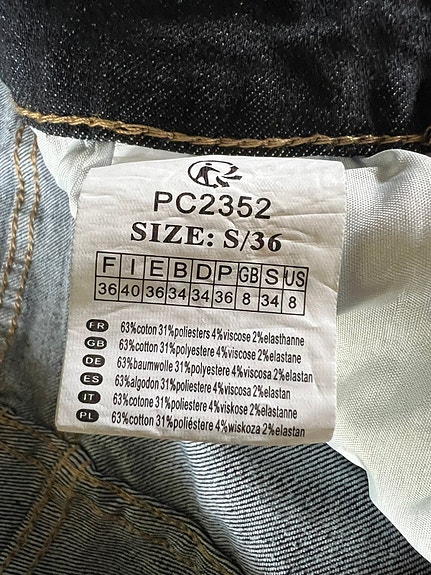 PC2352
SIZE: S/36
F I E B D P GB S US
36 40 36 34 34 36 8 34 8
FR 63%coton 31%poliesters 4%viscose 2%elasthanne
GB 63%cotton 31%polyestere 4%viscose 2%elastane
DE 63%baumwolle 31%polyestere 4%viscosa 2%elastan
ES 63%algodon 31%poliestere 4%viscosa 2%elastan
IT 63%cotone 31%poliestere 4%viskose 2%elastan
PL 63%cotton 31%poliéstere 4%wiskoza 2%elastan